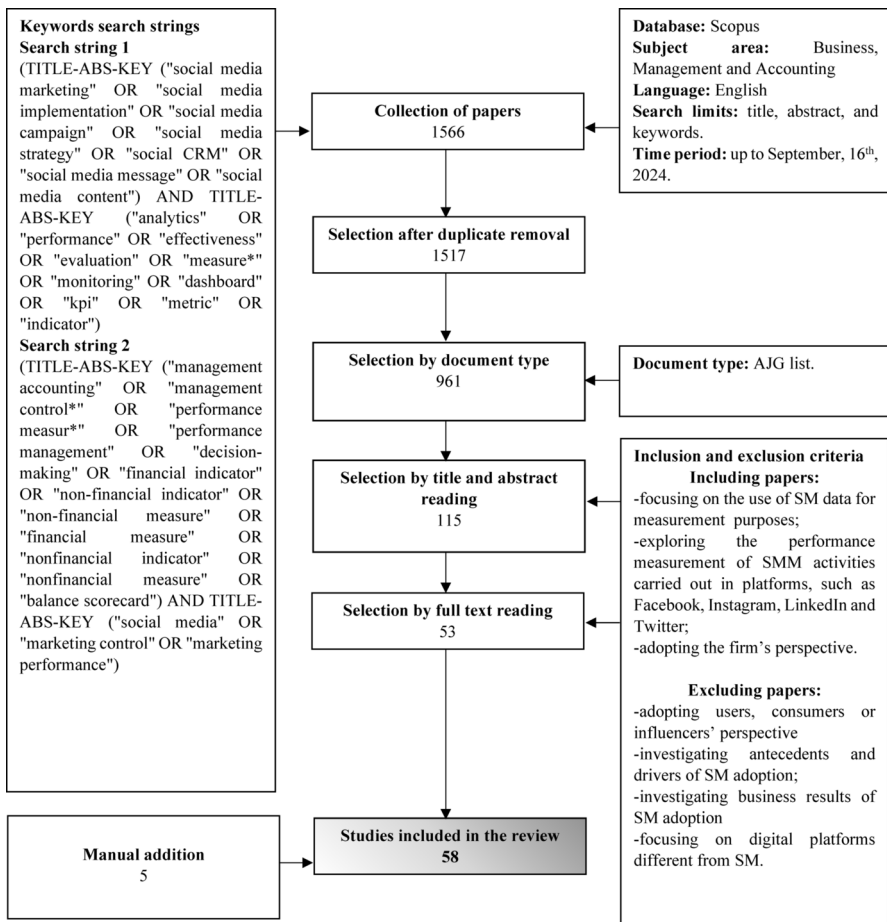 Keywords search strings
Search string 1
(TITLE-ABS-KEY ("social media
marketing" OR "social media
implementation" OR "social media
campaign" OR "social media
strategy" OR "social CRM" OR
"social media message" OR "social
media content") AND TITLE-
ABS-KEY ("analytics" OR
"performance" OR "effectiveness"
OR "evaluation" OR "measure*"
OR "monitoring" OR "dashboard"
OR "kpi" OR "metric" OR
"indicator")
Search string 2
(TITLE-ABS-KEY ("management
accounting" OR "management
control*" OR "performance
measur*" OR "performance
management" OR "decision-
making" OR "financial indicator"
OR "non-financial indicator" OR
"non-financial measure" OR
"financial measure" OR
"nonfinancial indicator" OR
"nonfinancial measure" OR
"balance scorecard") AND TITLE-
ABS-KEY ("social media" OR
"marketing control" OR "marketing
performance")
Collection of papers
1566
Database: Scopus
Subject area: Business,
Management and Accounting
Language: English
Search limits: title, abstract, and
keywords.
Time period: up to September, 16th,
2024.
Selection after duplicate removal
1517
Selection by document type
961
Document type: AJG list.
Selection by title and abstract
reading
115
Selection by full text reading
53
Inclusion and exclusion criteria
Including papers:
-focusing on the use of SM data for
measurement purposes;
-exploring the performance
measurement of SMM activities
carried out in platforms, such as
Facebook, Instagram, LinkedIn and
Twitter;
-adopting the firm’s perspective.
Excluding papers:
-adopting users, consumers or
influencers’ perspective
-investigating antecedents and
drivers of SM adoption;
-investigating business results of
SM adoption
-focusing on digital platforms
different from SM.
Manual addition
5
Studies included in the review
58